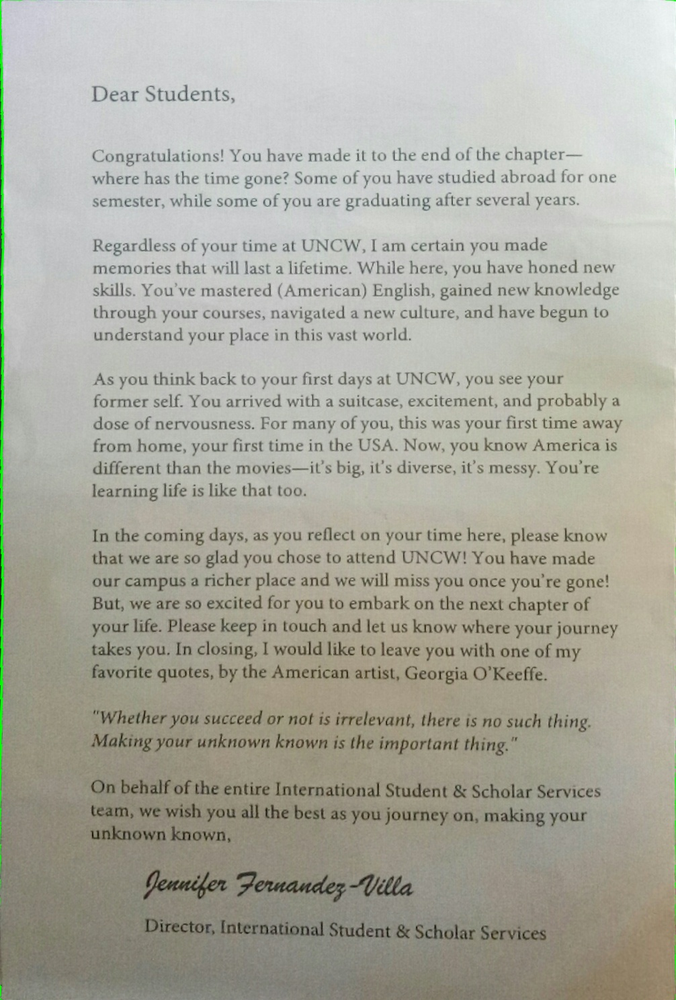 Dear Students,
Congratulations! You have made it to the end of the chapter—
where has the time gone? Some of you have studied abroad for one
semester, while some of you are graduating after several years.
Regardless of your time at UNCW, I am certain you made
memories that will last a lifetime. While here, you have honed new
skills. You've mastered (American) English, gained new knowledge
through your courses, navigated a new culture, and have begun to
understand your place in this vast world.
As you think back to your first days at UNCW, you see your
former self. You arrived with a suitcase, excitement, and probably a
dose of nervousness. For many of you, this was your first time away
from home, your first time in the USA. Now, you know America is
different than the movies—it's big, it's diverse, it's messy. You're
learning life is like that too.
In the coming days, as you reflect on your time here, please know
that we are so glad you chose to attend UNCW! You have made
our campus a richer place and we will miss you once you're gone!
But, we are so excited for you to embark on the next chapter of
your life. Please keep in touch and let us know where your journey
takes you. In closing, I would like to leave you with one of my
favorite quotes, by the American artist, Georgia O'Keeffe.
"Whether you succeed or not is irrelevant, there is no such thing.
Making your unknown known is the important thing."
On behalf of the entire International Student & Scholar Services
team, we wish you all the best as you journey on, making your
unknown known,
Jennifer Fernandez-Villa
Director, International Student & Scholar Services